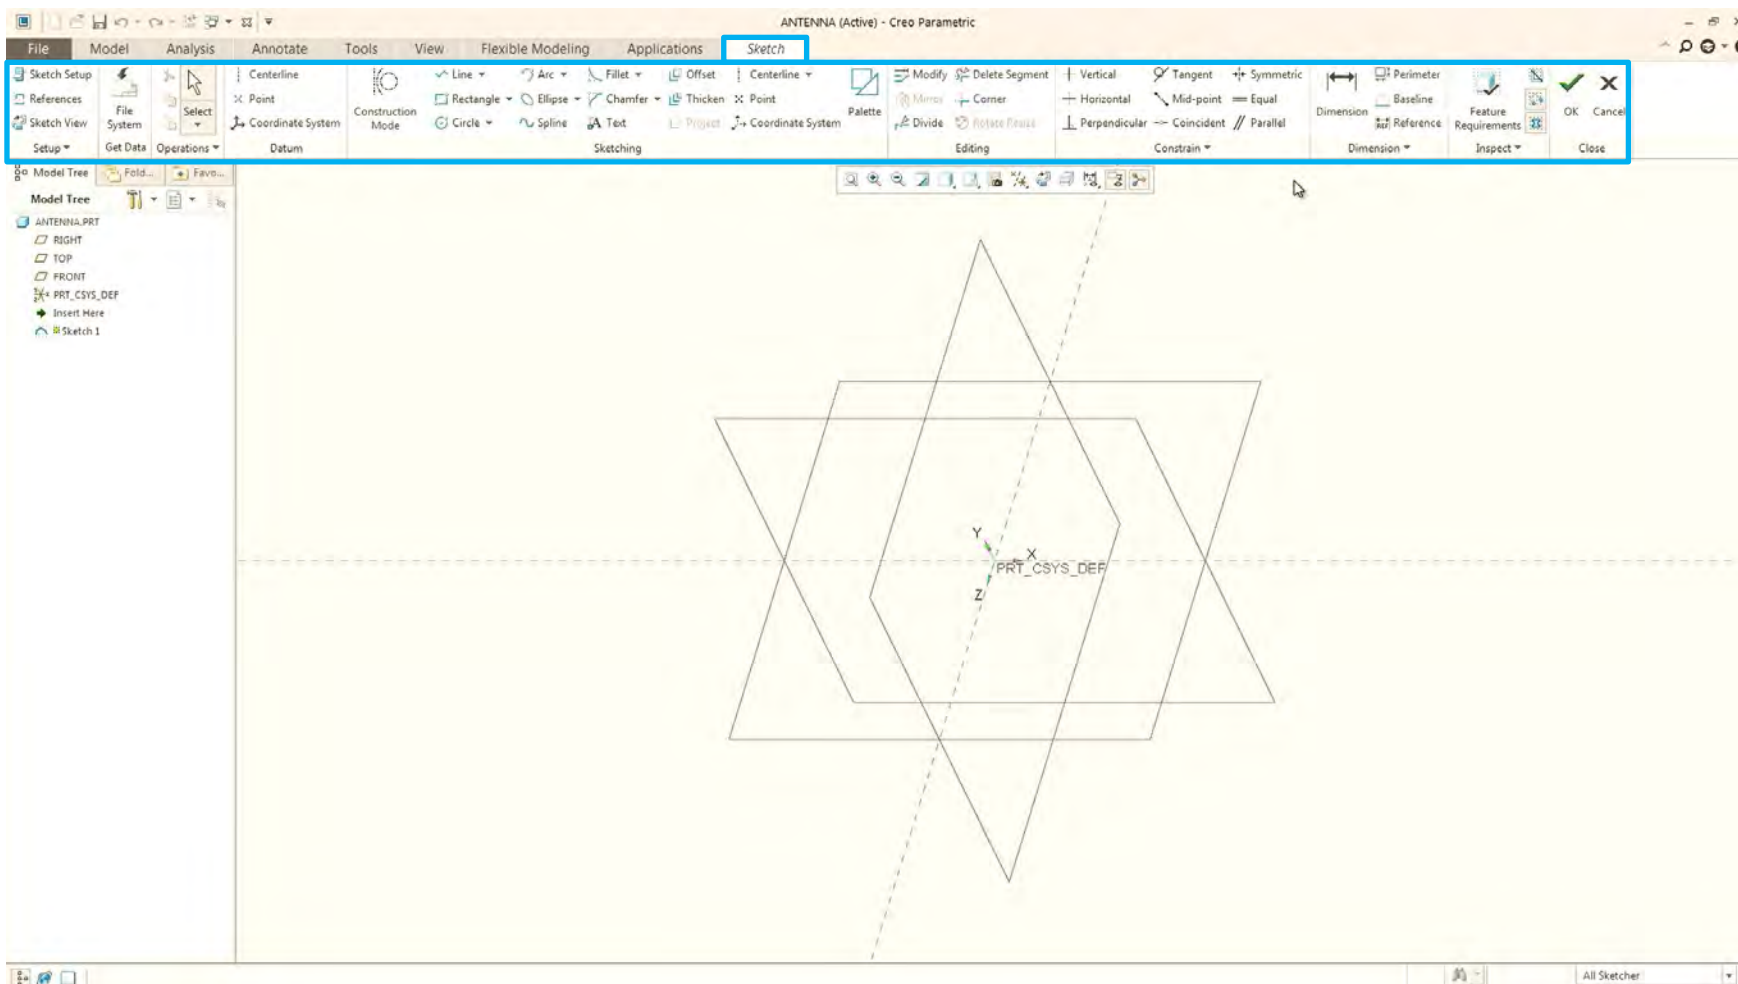 ANTENNA (Active) - Creo Parametric
File Model Analysis Annotate Tools View Flexible Modeling Applications Sketch
Sketch Setup Centerline Line Arc Fillet Offset Centerline Modify Delete Segment Vertical Tangent Symmetric Perimeter
References File System Select Point Construction Mode Rectangle Ellipse Chamfer Thicken Point Palette Mirror Corner Horizontal Mid-point Equal Dimension Baseline Feature Requirements OK Cancel
Sketch View Coordinate System Circle Spline Text Project Coordinate System Divide Rotate Resize Perpendicular Coincident Parallel Reference
Setup Get Data Operations Datum Sketching Editing Constrain Dimension Inspect Close
Model Tree Fold... Favo...
Model Tree
ANTENNA.PRT
RIGHT
TOP
FRONT
PRT_CSYS_DEF
Insert Here
Sketch 1
Y
X
PRT_CSYS_DEF
Z
All Sketcher